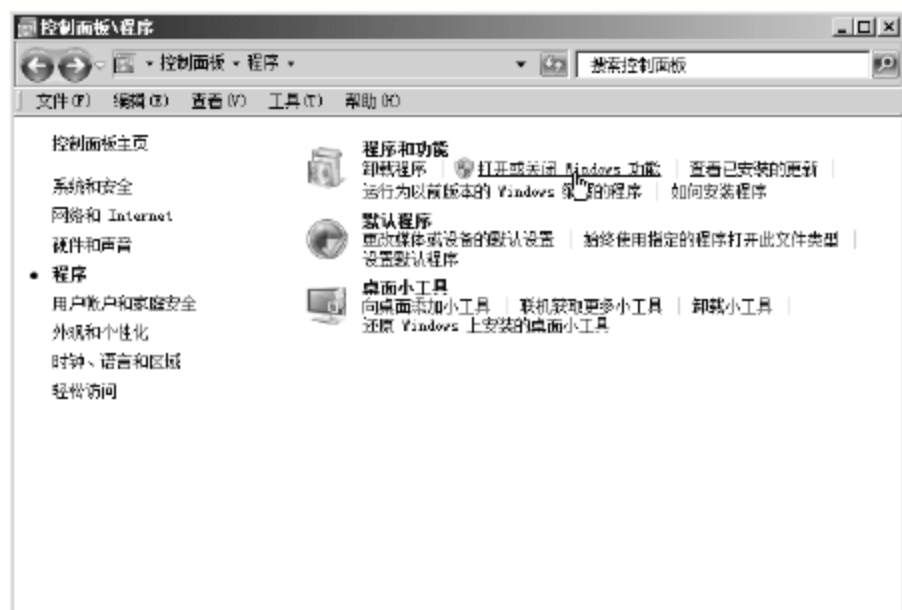 控制面板\程序
控制面板 程序
搜索控制面板
文件(F) 编辑(E) 查看(V) 工具(T) 帮助(H)
控制面板主页
系统和安全
网络和 Internet
硬件和声音
程序
用户帐户和家庭安全
外观和个性化
时钟、语言和区域
轻松访问
程序和功能
卸载程序 打开或关闭 Windows 功能 查看已安装的更新
运行为以前版本的 Windows 的程序 如何安装程序
默认程序
更改媒体或设备的默认设置 始终使用指定的程序打开此文件类型
设置默认程序
桌面小工具
向桌面添加小工具 联机获取更多小工具 卸载小工具
还原 Windows 上安装的桌面小工具